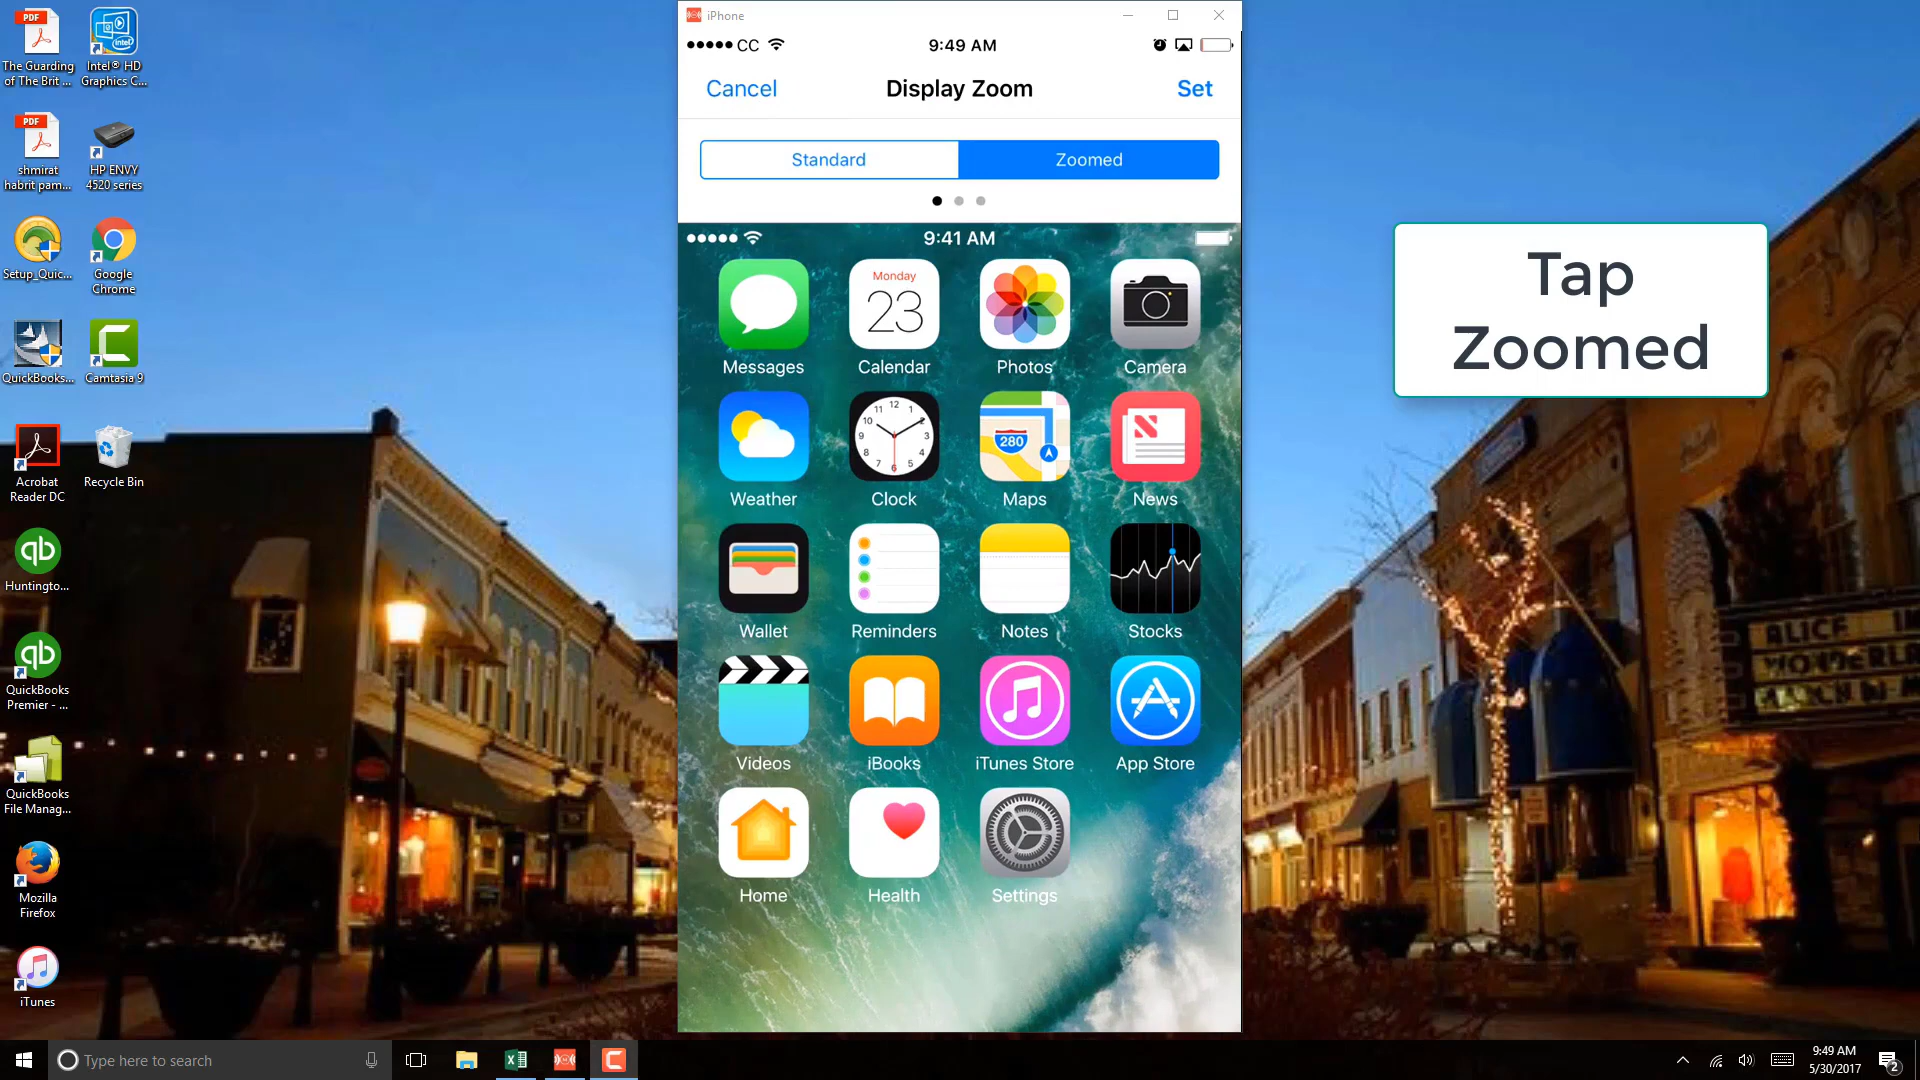 The Guarding
of The Brit ...
Intel® HD
Graphics C...
shmirat
habrit pam...
HP ENVY
4520 series
Setup_Quic...
Google
Chrome
QuickBooks...
Camtasia 9
Acrobat
Reader DC
Recycle Bin
Huntingto...
QuickBooks
Premier - ...
QuickBooks
File Manag...
Mozilla
Firefox
iTunes
iPhone
CC
9:49 AM
Cancel
Display Zoom
Set
Standard
Zoomed
9:41 AM
Monday
23
Messages
Calendar
Photos
Camera
280
Weather
Clock
Maps
News
Wallet
Reminders
Notes
Stocks
Videos
iBooks
iTunes Store
App Store
Home
Health
Settings
Tap
Zoomed
ALICE IN
WONDERLA
Type here to search
9:49 AM
5/30/2017
2